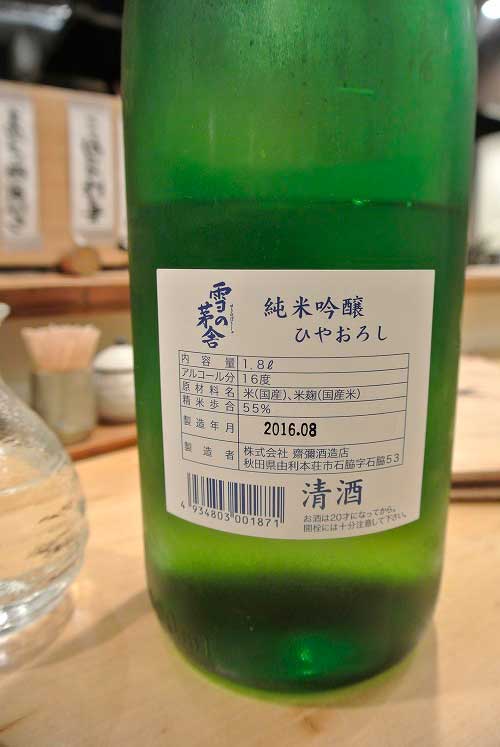 雪の茅舎
純米吟醸
ひやおろし
内容量 1.8ℓ
アルコール分 16度
原材料名 米(国産)、米麹(国産米)
精米歩合 55%
製造年月 2016.08
製造者 株式会社 齋彌酒造店
秋田県由利本荘市石脇字石脇53
清酒
4 934803 001871
お酒は20才になってから。
開栓には十分注意して下さい。